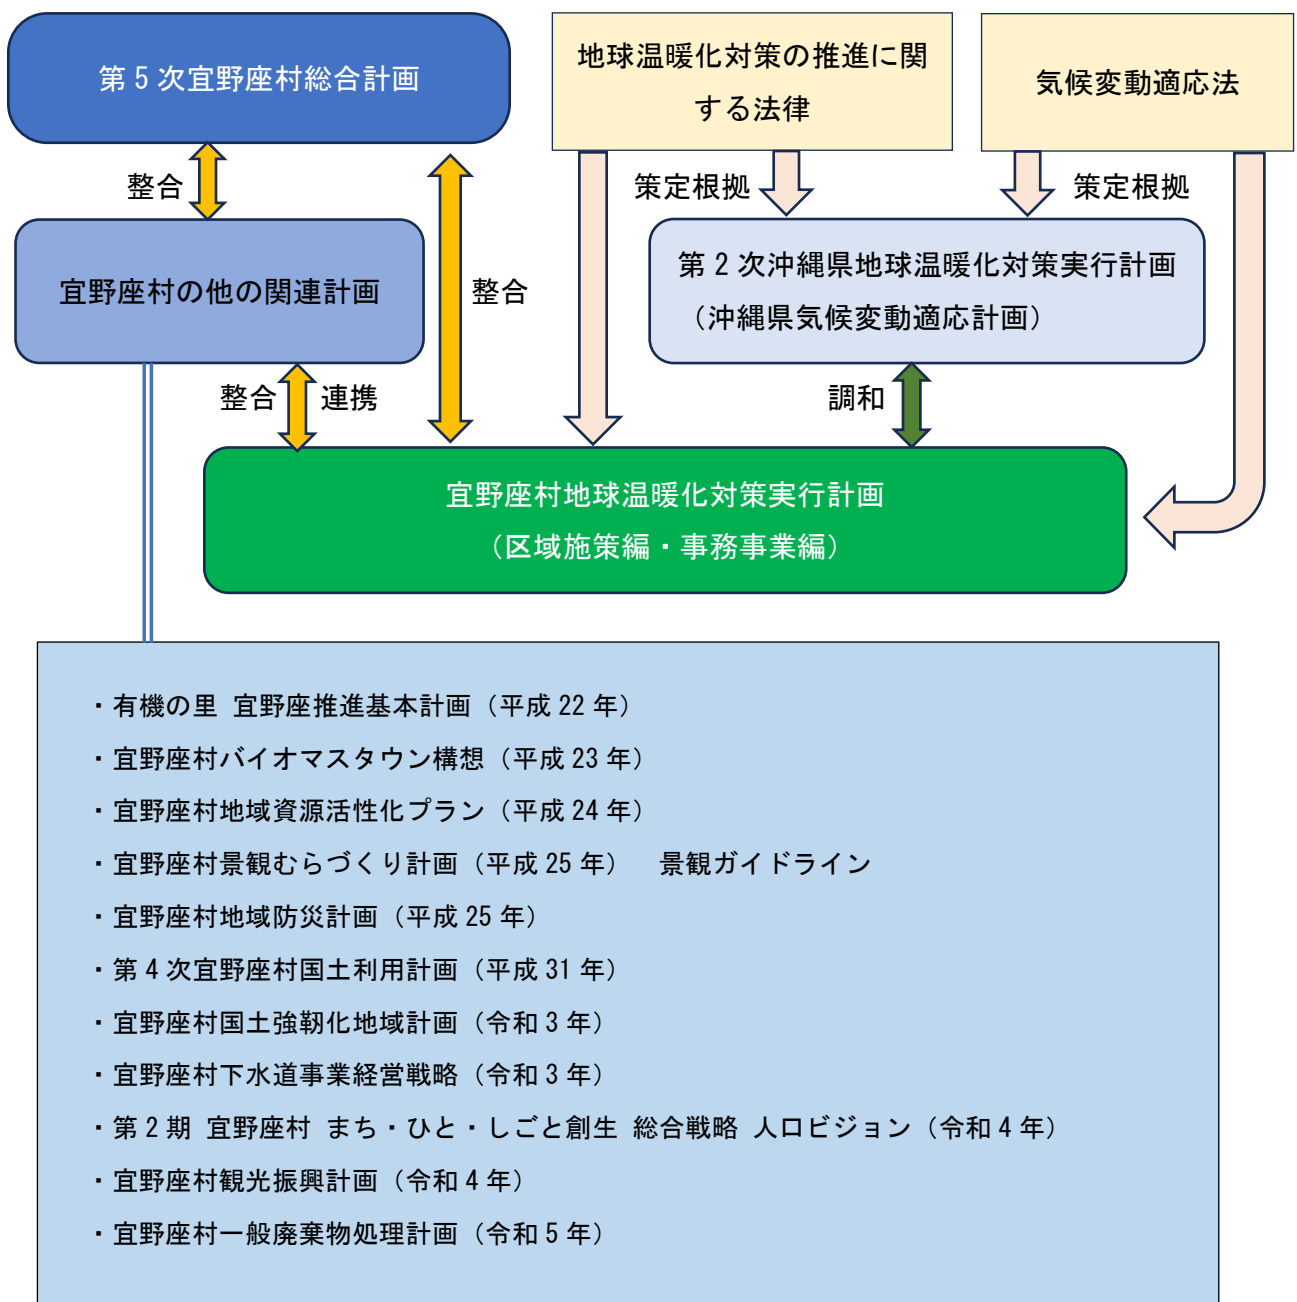 第５次宜野座村総合計画
地球温暖化対策の推進に関
する法律
気候変動適応法
整合
策定根拠
策定根拠
宜野座村の他の関連計画
整合
第２次沖縄県地球温暖化対策実行計画
（沖縄県気候変動適応計画）
整合
連携
調和
宜野座村地球温暖化対策実行計画
（区域施策編・事務事業編）
・有機の里 宜野座推進基本計画（平成 22 年）
・宜野座村バイオマスタウン構想（平成 23 年）
・宜野座村地域資源活性化プラン（平成 24 年）
・宜野座村景観むらづくり計画（平成 25 年）　景観ガイドライン
・宜野座村地域防災計画（平成 25 年）
・第４次宜野座村国土利用計画（平成 31 年）
・宜野座村国土強靭化地域計画（令和３年）
・宜野座村下水道事業経営戦略（令和３年）
・第２期 宜野座村 まち・ひと・しごと創生 総合戦略 人口ビジョン（令和４年）
・宜野座村観光振興計画（令和４年）
・宜野座村一般廃棄物処理計画（令和５年）